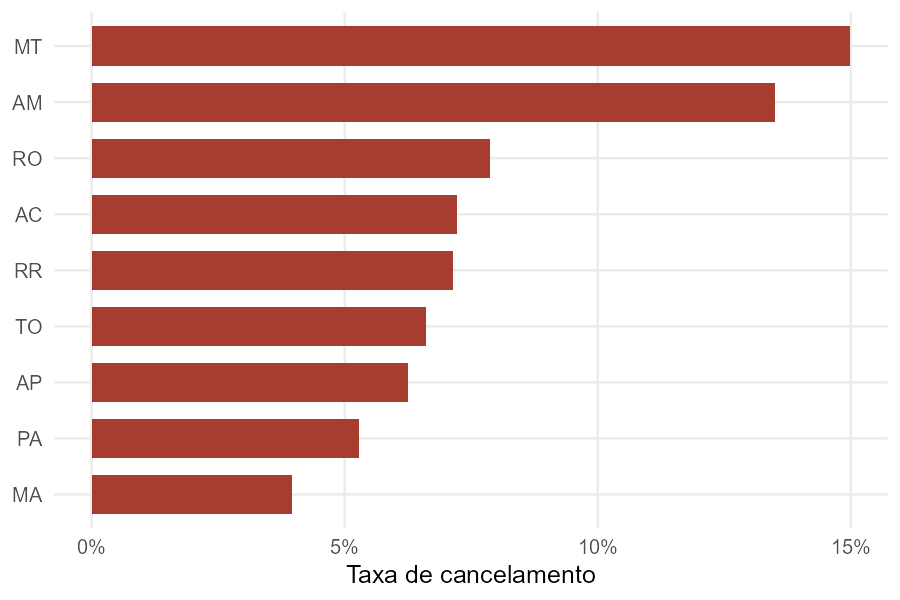 MT
AM
RO
AC
RR
TO
AP
PA
MA
0% 5% 10% 15%
Taxa de cancelamento